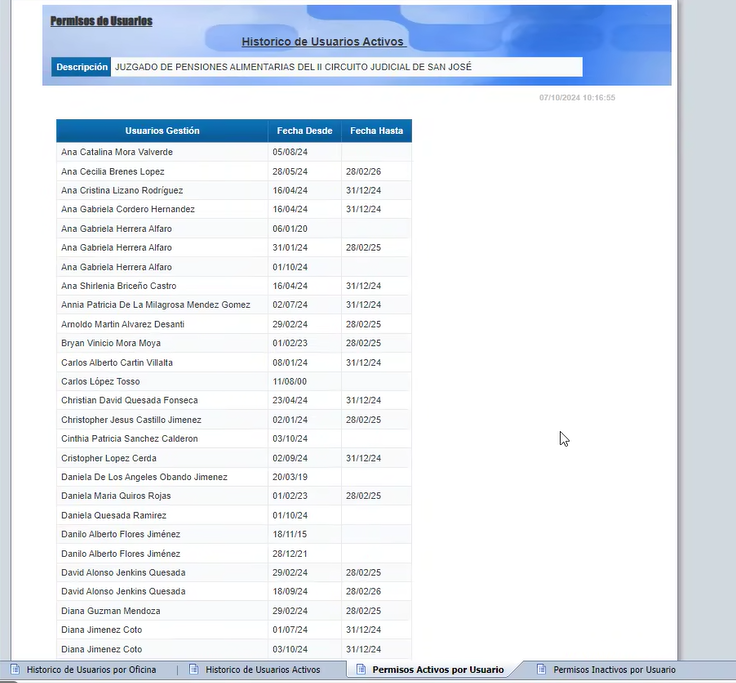 Permisos de Usuarios
Historico de Usuarios Activos
Descripción JUZGADO DE PENSIONES ALIMENTARIAS DEL II CIRCUITO JUDICIAL DE SAN JOSÉ
07/10/2024 10:16:55
Usuarios Gestión Fecha Desde Fecha Hasta
Ana Catalina Mora Valverde 05/08/24
Ana Cecilia Brenes Lopez 28/05/24 28/02/26
Ana Cristina Lizano Rodríguez 16/04/24 31/12/24
Ana Gabriela Cordero Hernandez 16/04/24 31/12/24
Ana Gabriela Herrera Alfaro 06/01/20
Ana Gabriela Herrera Alfaro 31/01/24 28/02/25
Ana Gabriela Herrera Alfaro 01/10/24
Ana Shirlenia Briceño Castro 16/04/24 31/12/24
Annia Patricia De La Milagrosa Mendez Gomez 02/07/24 31/12/24
Arnoldo Martin Alvarez Desanti 29/02/24 28/02/25
Bryan Vinicio Mora Moya 01/02/23 28/02/25
Carlos Alberto Cartin Villalta 08/01/24 31/12/24
Carlos López Tosso 11/08/00
Christian David Quesada Fonseca 23/04/24 31/12/24
Christopher Jesus Castillo Jimenez 02/01/24 28/02/25
Cinthia Patricia Sanchez Calderon 03/10/24
Cristopher Lopez Cerda 02/09/24 31/12/24
Daniela De Los Angeles Obando Jimenez 20/03/19
Daniela Maria Quiros Rojas 01/02/23 28/02/25
Daniela Quesada Ramirez 01/10/24
Danilo Alberto Flores Jiménez 18/11/15
Danilo Alberto Flores Jiménez 28/12/21
David Alonso Jenkins Quesada 29/02/24 28/02/25
David Alonso Jenkins Quesada 18/09/24 28/02/26
Diana Guzman Mendoza 29/02/24 28/02/25
Diana Jimenez Coto 01/07/24 31/12/24
Diana Jimenez Coto 03/10/24 31/12/24
Historico de Usuarios por Oficina | Historico de Usuarios Activos Permisos Activos por Usuario Permisos Inactivos por Usuario